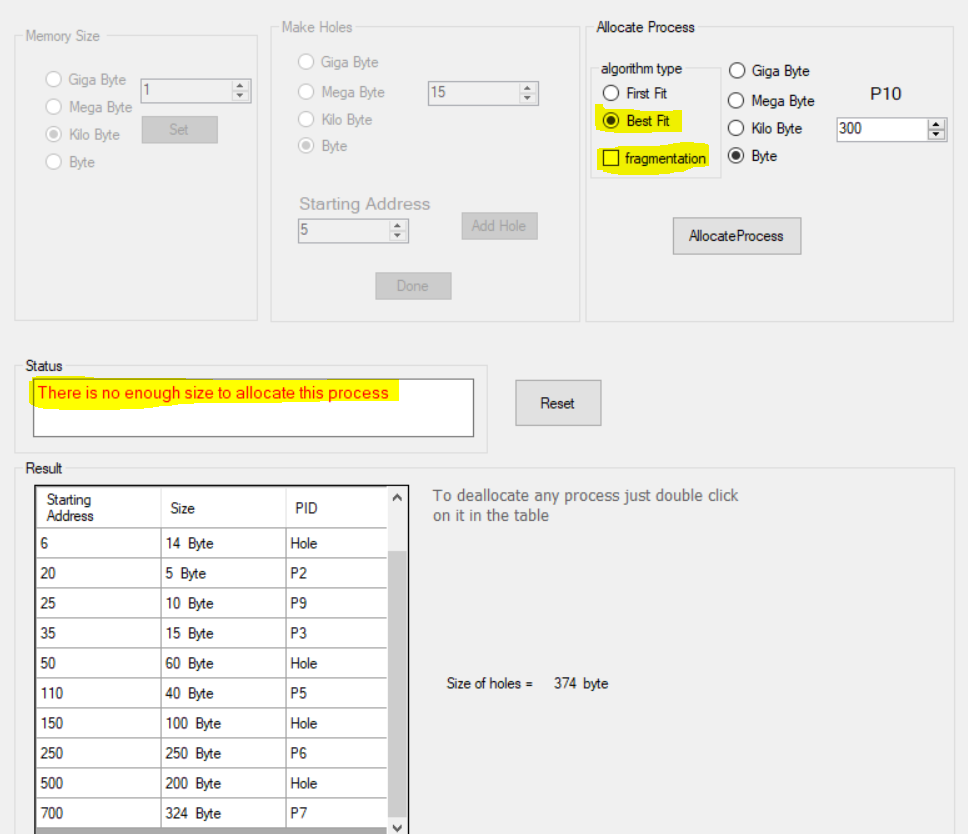 Memory Size
Giga Byte
Mega Byte
Kilo Byte
Byte
1
Set
Make Holes
Giga Byte
Mega Byte
Kilo Byte
Byte
15
Starting Address
5
Add Hole
Done
Allocate Process
algorithm type
First Fit
Best Fit
fragmentation
Giga Byte
Mega Byte
Kilo Byte
Byte
P10
300
AllocateProcess
Status
There is no enough size to allocate this process
Reset
Result
Starting
Address
Size
PID
6 14 Byte Hole
20 5 Byte P2
25 10 Byte P9
35 15 Byte P3
50 60 Byte Hole
110 40 Byte P5
150 100 Byte Hole
250 250 Byte P6
500 200 Byte Hole
700 324 Byte P7
To deallocate any process just double click
on it in the table
Size of holes = 374 byte